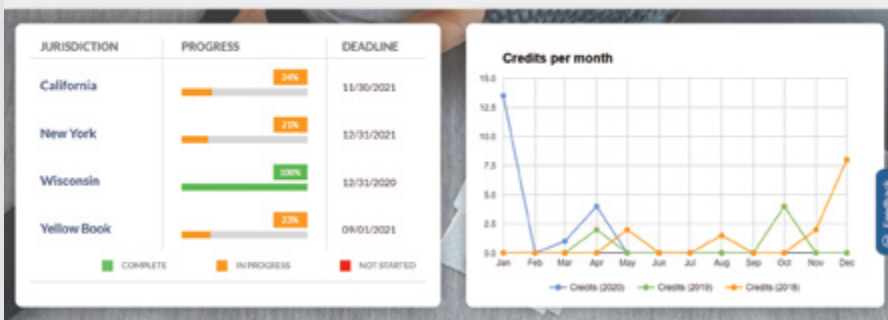 JURISDICTION PROGRESS DEADLINE
24%
California 11/30/2021
21%
New York 12/31/2021
100%
Wisconsin 12/31/2020
23%
Yellow Book 09/01/2021
COMPLETE IN PROGRESS NOT STARTED
Credits per month
15.0
12.5
10.0
7.5
5.0
2.5
0.0
Jan Feb Mar Apr May Jun Jul Aug Sep Oct Nov Dec
Credits (2020) Credits (2019) Credits (2018)